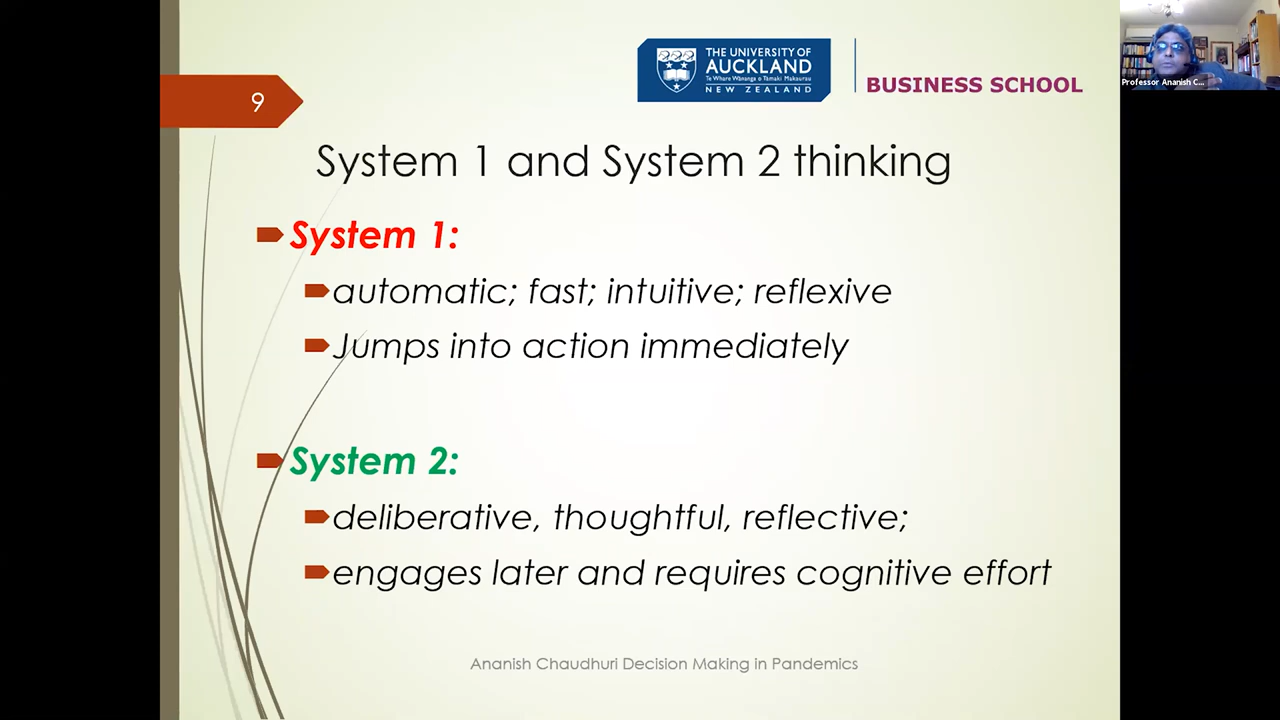 9
THE UNIVERSITY OF
AUCKLAND
Te Whare Wānanga o Tāmaki Makaurau
NEW ZEALAND
BUSINESS SCHOOL
Professor Ananish C...
System 1 and System 2 thinking
System 1:
automatic; fast; intuitive; reflexive
Jumps into action immediately
System 2:
deliberative, thoughtful, reflective;
engages later and requires cognitive effort
Ananish Chaudhuri Decision Making in Pandemics